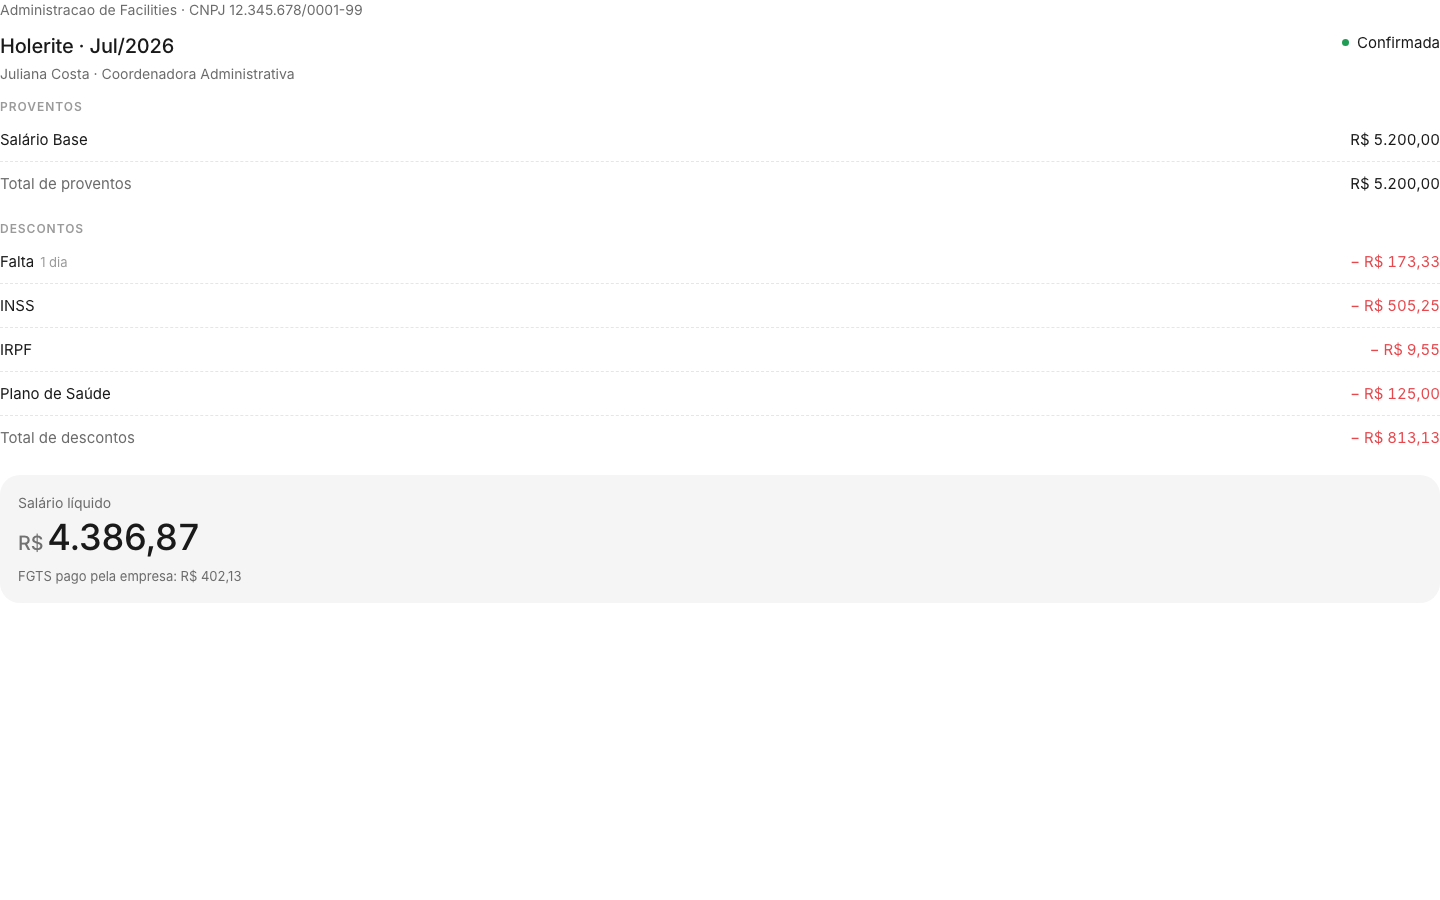 Administracao de Facilities · CNPJ 12.345.678/0001-99
Holerite · Jul/2026
Confirmada
Juliana Costa · Coordenadora Administrativa
PROVENTOS
Salário Base R$ 5.200,00
Total de proventos R$ 5.200,00
DESCONTOS
Falta 1 dia − R$ 173,33
INSS − R$ 505,25
IRPF − R$ 9,55
Plano de Saúde − R$ 125,00
Total de descontos − R$ 813,13
Salário líquido
R$ 4.386,87
FGTS pago pela empresa: R$ 402,13